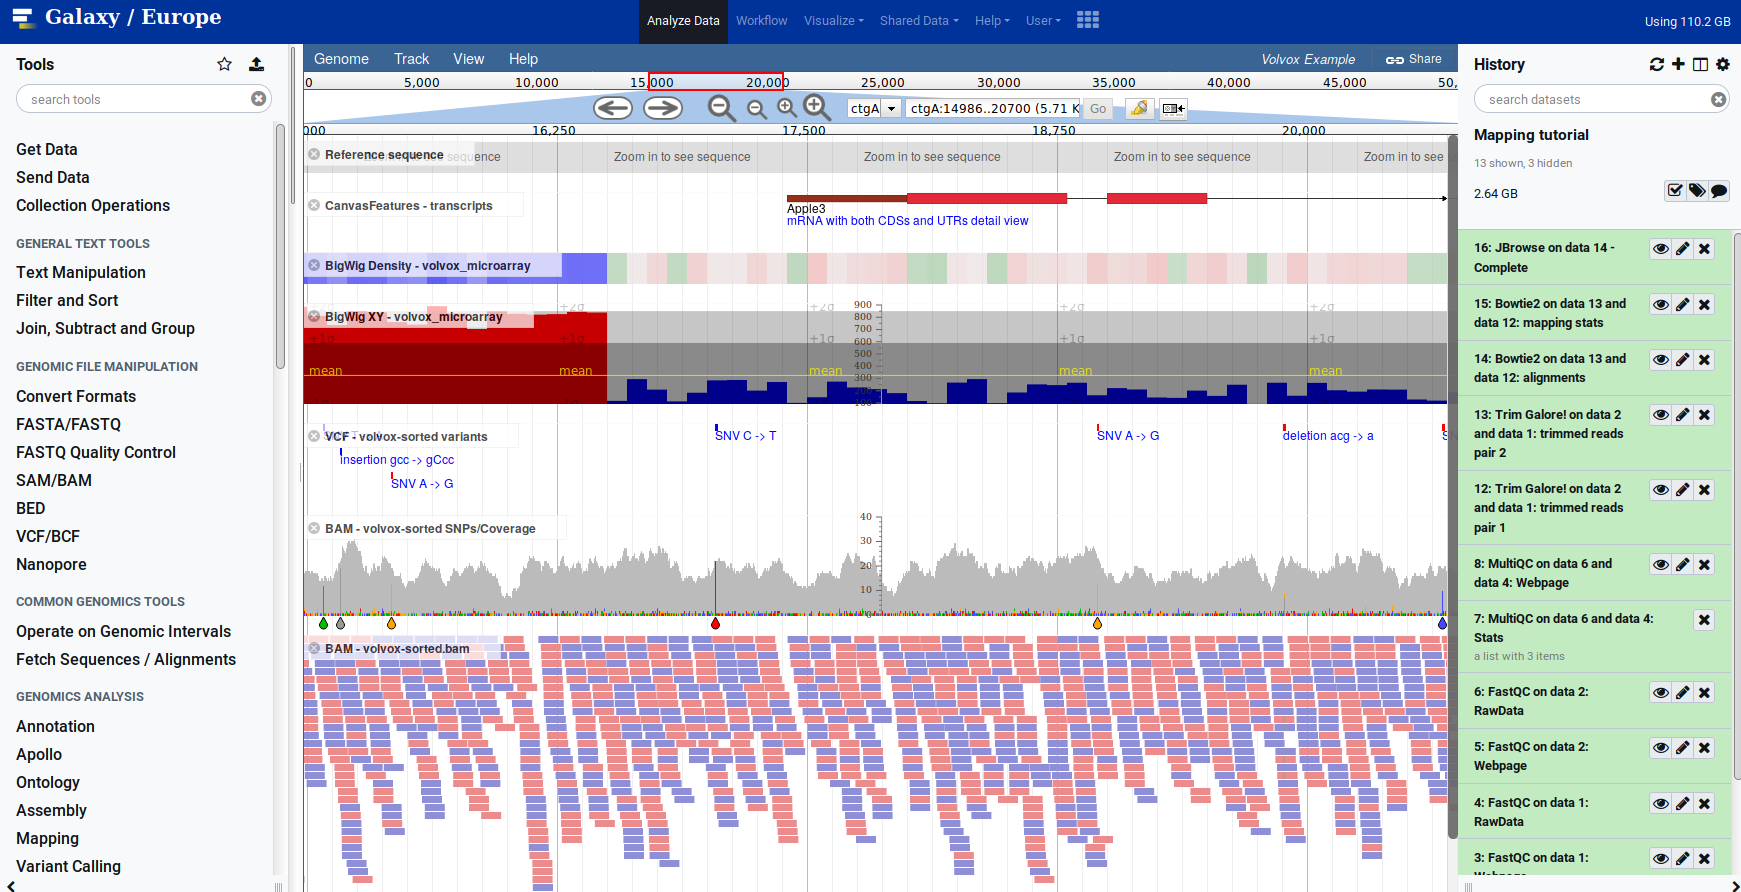 Galaxy / Europe
Analyze Data
Workflow
Visualize
Shared Data
Help
User
Using 110.2 GB
Tools
search tools
Get Data
Send Data
Collection Operations
GENERAL TEXT TOOLS
Text Manipulation
Filter and Sort
Join, Subtract and Group
GENOMIC FILE MANIPULATION
Convert Formats
FASTA/FASTQ
FASTQ Quality Control
SAM/BAM
BED
VCF/BCF
Nanopore
COMMON GENOMICS TOOLS
Operate on Genomic Intervals
Fetch Sequences / Alignments
GENOMICS ANALYSIS
Annotation
Apollo
Ontology
Assembly
Mapping
Variant Calling
Genome Track View Help
Volvox Example
Share
0 5,000 10,000 15,000 20,000 25,000 30,000 35,000 40,000 45,000 50,
ctgA
ctgA:14986..20700 (5.71 K
Go
000 16,250 17,500 18,750 20,000
Reference sequence
Zoom in to see sequence Zoom in to see sequence Zoom in to see sequence Zoom in to see
CanvasFeatures - transcripts
Apple3
mRNA with both CDSs and UTRs detail view
BigWig Density - volvox_microarray
BigWig XY - volvox_microarray
+2σ +2σ +2σ +2σ
+1σ +1σ +1σ +1σ +1σ
mean mean mean mean mean
900
800
700
600
500
400
300
200
100
VCF - volvox-sorted variants
SNV C -> T
SNV A -> G
deletion acg -> a
insertion gcc -> gCcc
SNV A -> G
BAM - volvox-sorted SNPs/Coverage
40
30
20
10
0
BAM - volvox-sorted.bam
History
search datasets
Mapping tutorial
13 shown, 3 hidden
2.64 GB
16: JBrowse on data 14 -
Complete
15: Bowtie2 on data 13 and
data 12: mapping stats
14: Bowtie2 on data 13 and
data 12: alignments
13: Trim Galore! on data 2
and data 1: trimmed reads
pair 2
12: Trim Galore! on data 2
and data 1: trimmed reads
pair 1
8: MultiQC on data 6 and
data 4: Webpage
7: MultiQC on data 6 and data 4:
Stats
a list with 3 items
6: FastQC on data 2:
RawData
5: FastQC on data 2:
Webpage
4: FastQC on data 1:
RawData
3: FastQC on data 1:
Webpage